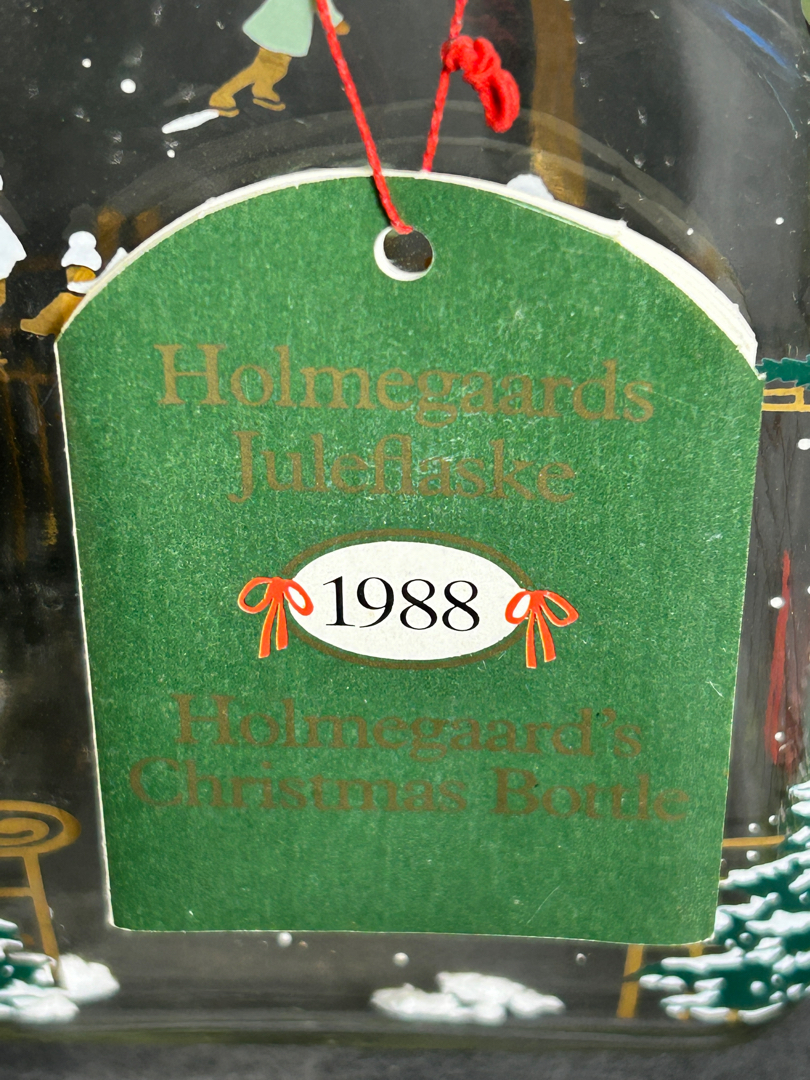 Holmegaards
Juleflaske
1988
Holmegaard's
Christmas Bottle